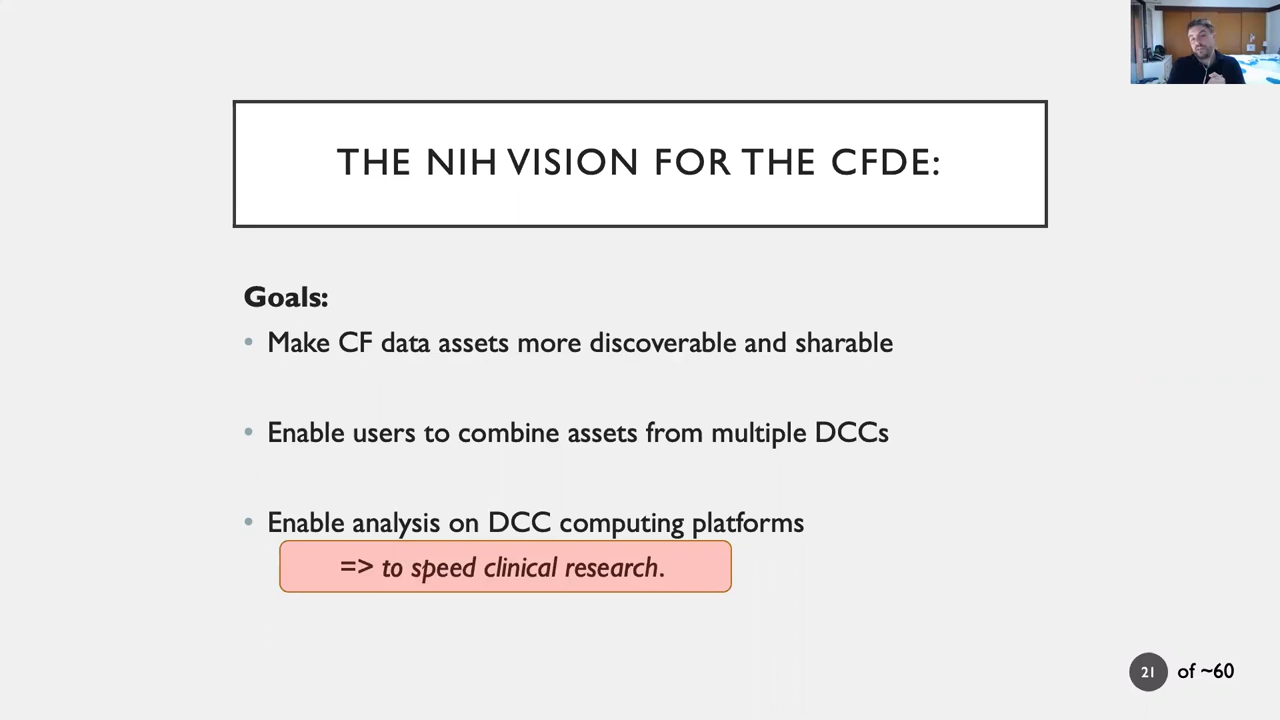 THE NIH VISION FOR THE CFDE:
Goals:
• Make CF data assets more discoverable and sharable
• Enable users to combine assets from multiple DCCs
• Enable analysis on DCC computing platforms
=> to speed clinical research.
21 of ~60